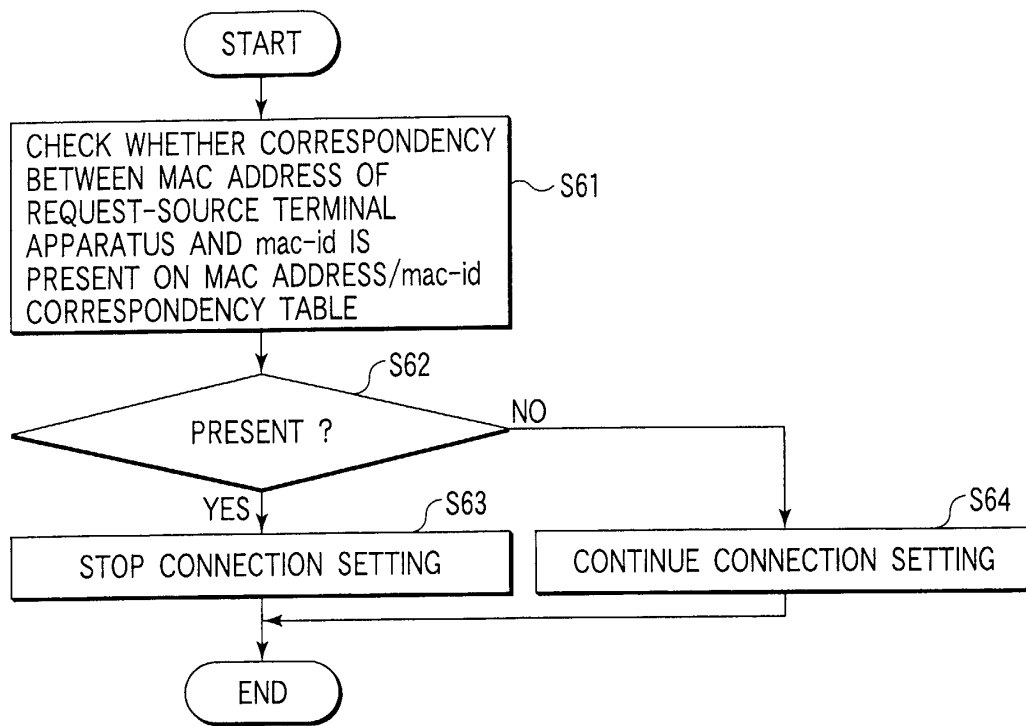 START
CHECK WHETHER CORRESPONDENCY
BETWEEN MAC ADDRESS OF
REQUEST-SOURCE TERMINAL
APPARATUS AND mac-id IS
PRESENT ON MAC ADDRESS/mac-id
CORRESPONDENCY TABLE
S61
S62
PRESENT ?
NO
YES
S63
STOP CONNECTION SETTING
S64
CONTINUE CONNECTION SETTING
END